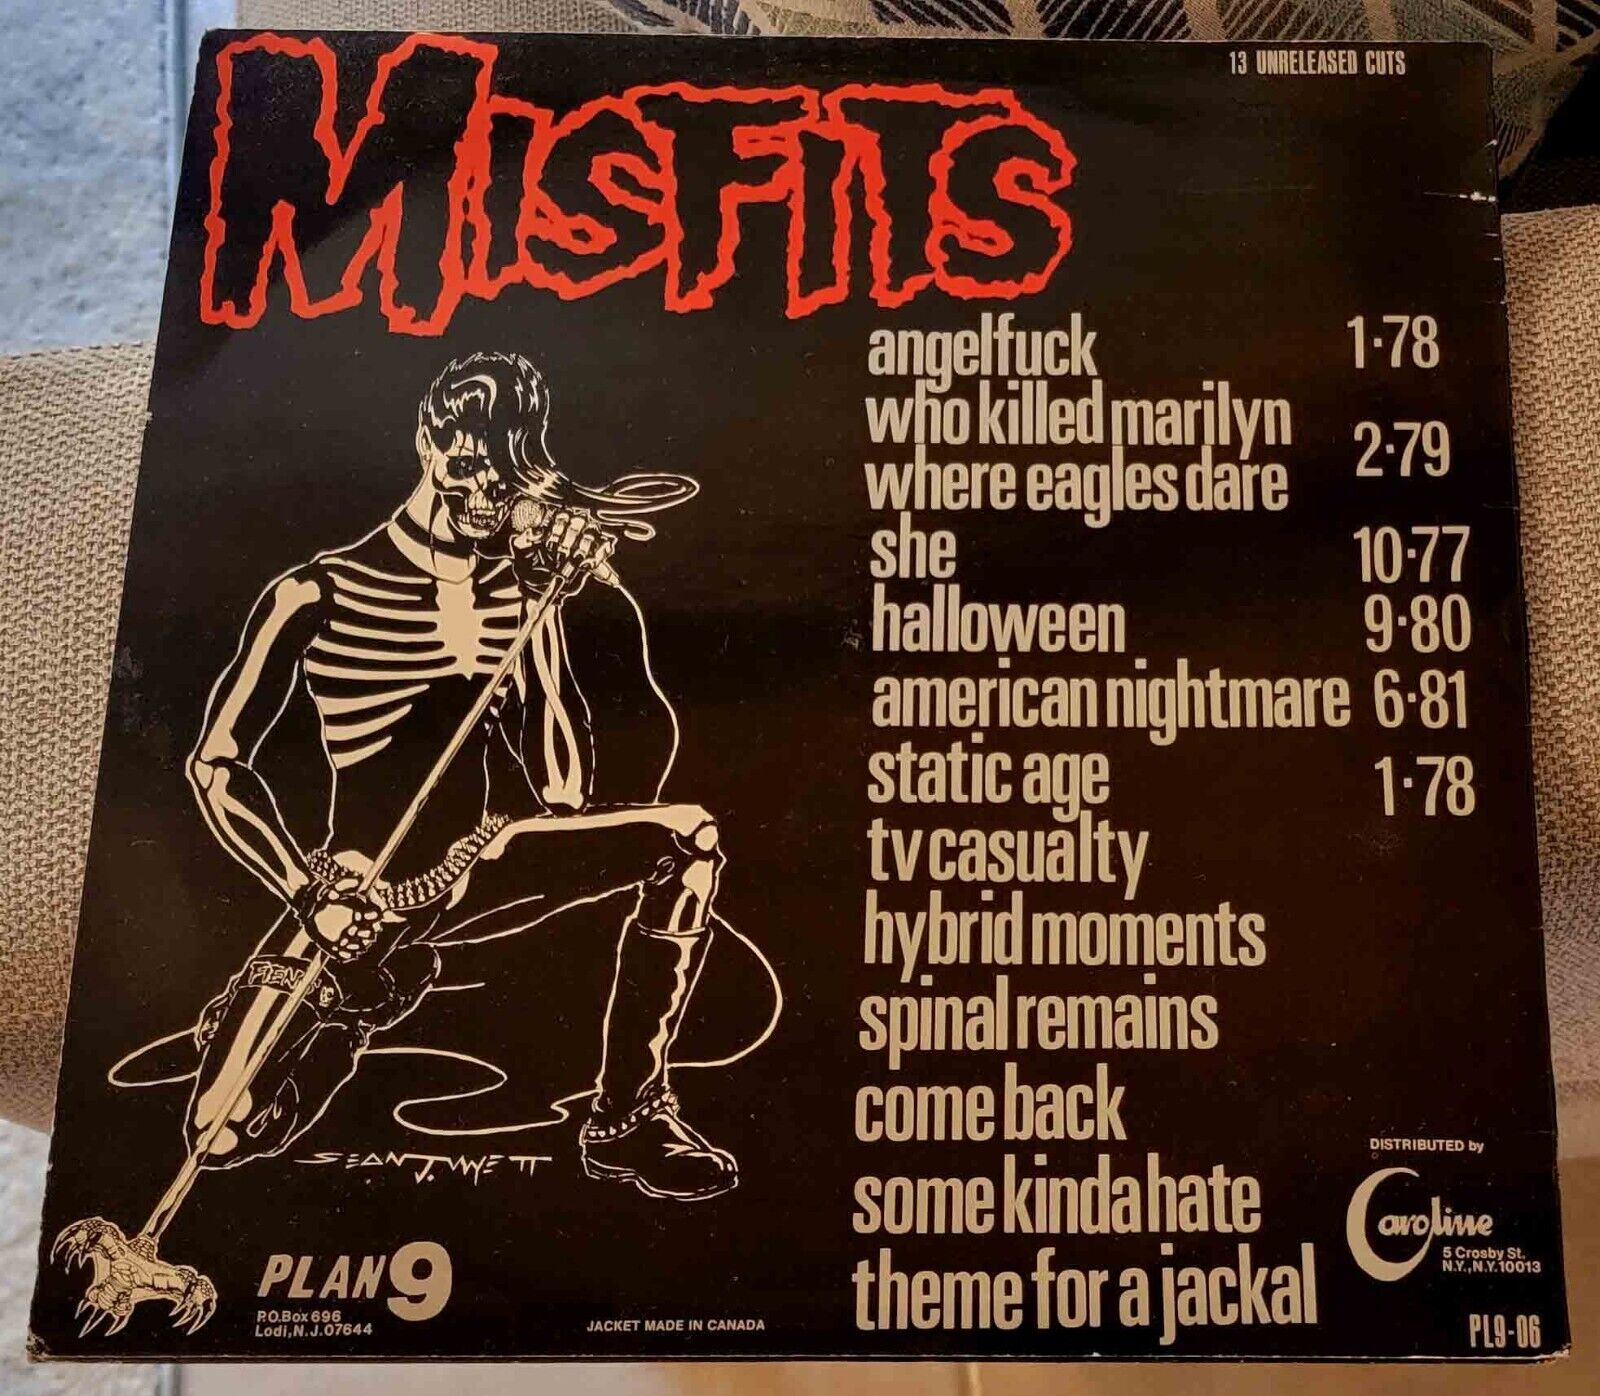 MISFITS
13 UNRELEASED CUTS
angelfuck 1·78
who killed marilyn
2·79
where eagles dare
she 10·77
halloween 9·80
american nightmare 6·81
static age 1·78
tv casualty
hybrid moments
spinal remains
come back
some kinda hate
theme for a jackal
FIEND
PLAN 9
P.O.Box 696
Lodi, N.J. 07644
JACKET MADE IN CANADA
DISTRIBUTED by
Caroline
5 Crosby St.
N.Y., N.Y. 10013
PL9-06